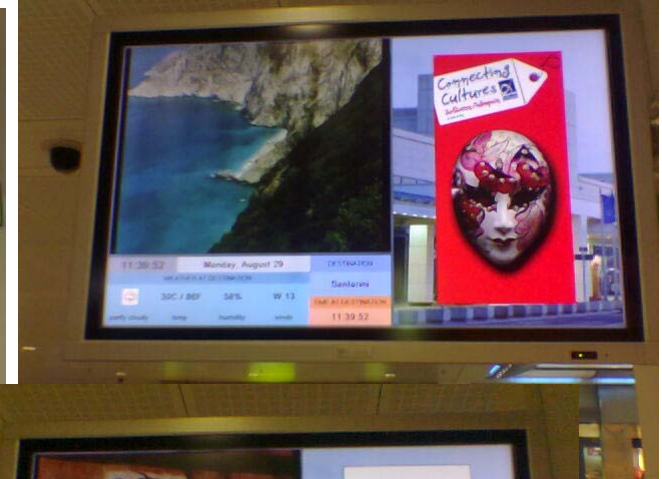 Connecting
Cultures
11:39:52
Monday, August 29
DESTINATION
WEATHER AT DESTINATION
Santorini
30C / 86F
58%
W 13
TIME AT DESTINATION
partly cloudy
temp
humidity
winds
11:39:52